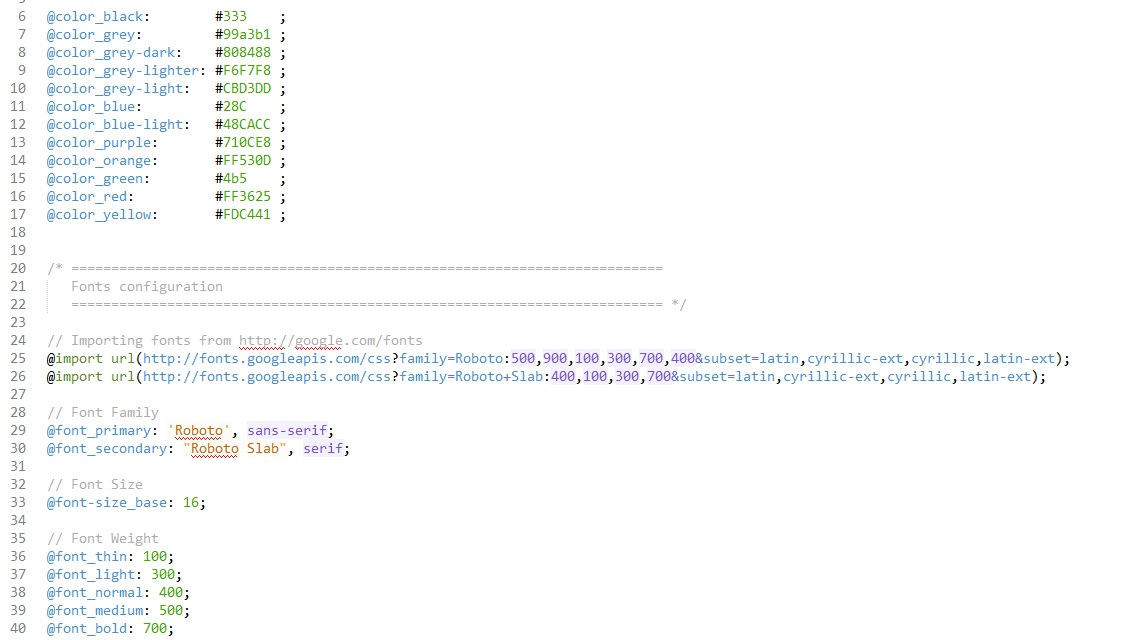 6 @color_black: #333 ;
7 @color_grey: #99a3b1 ;
8 @color_grey-dark: #808488 ;
9 @color_grey-lighter: #F6F7F8 ;
10 @color_grey-light: #CBD3DD ;
11 @color_blue: #28C ;
12 @color_blue-light: #48CACC ;
13 @color_purple: #710CE8 ;
14 @color_orange: #FF530D ;
15 @color_green: #4b5 ;
16 @color_red: #FF3625 ;
17 @color_yellow: #FDC441 ;
18
19
20 /* ==========================================================================
21 Fonts configuration
22 ========================================================================== */
23
24 // Importing fonts from http://google.com/fonts
25 @import url(http://fonts.googleapis.com/css?family=Roboto:500,900,100,300,700,400&subset=latin,cyrillic-ext,cyrillic,latin-ext);
26 @import url(http://fonts.googleapis.com/css?family=Roboto+Slab:400,100,300,700&subset=latin,cyrillic-ext,cyrillic,latin-ext);
27
28 // Font Family
29 @font_primary: 'Roboto', sans-serif;
30 @font_secondary: "Roboto Slab", serif;
31
32 // Font Size
33 @font-size_base: 16;
34
35 // Font Weight
36 @font_thin: 100;
37 @font_light: 300;
38 @font_normal: 400;
39 @font_medium: 500;
40 @font_bold: 700;